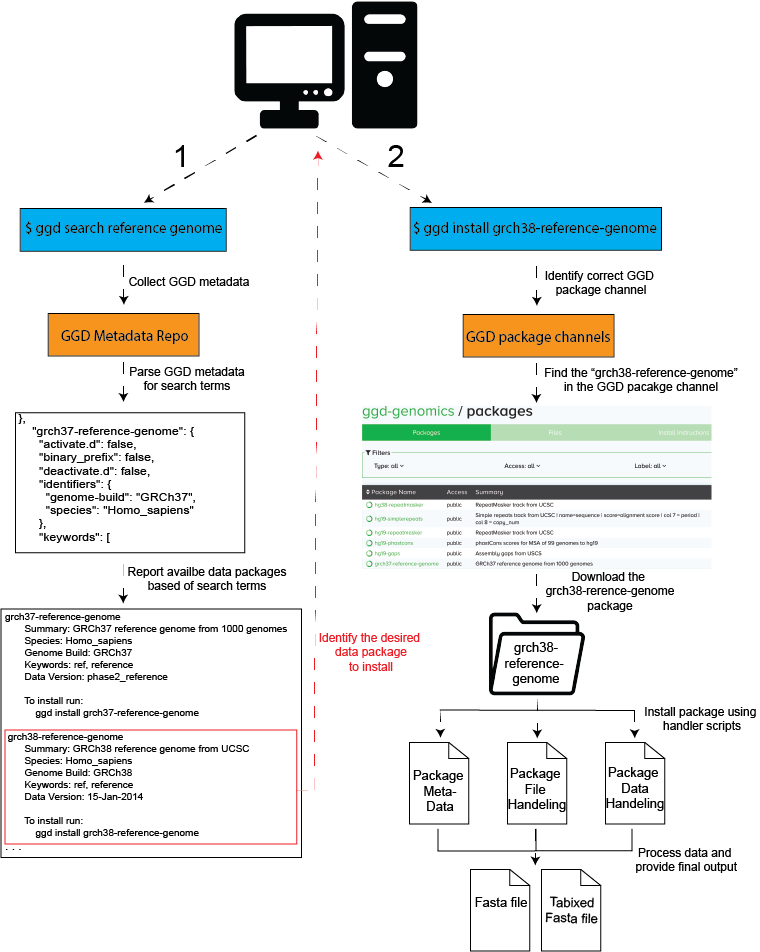 1
$ ggd search reference genome
Collect GGD metadata
GGD Metadata Repo
Parse GGD metadata
for search terms
},
"grch37-reference-genome": {
"activate.d": false,
"binary_prefix": false,
"deactivate.d": false,
"identifiers": {
"genome-build": "GRCh37",
"species": "Homo_sapiens"
},
"keywords": [
Report availbe data packages
based of search terms
grch37-reference-genome
Summary: GRCh37 reference genome from 1000 genomes
Species: Homo_sapiens
Genome Build: GRCh37
Keywords: ref, reference
Data Version: phase2_reference
To install run:
ggd install grch37-reference-genome
grch38-reference-genome
Summary: GRCh38 reference genome from UCSC
Species: Homo_sapiens
Genome Build: GRCh38
Keywords: ref, reference
Data Version: 15-Jan-2014
To install run:
ggd install grch38-reference-genome
. . .
Identify the desired
data package
to install
2
$ ggd install grch38-reference-genome
Identify correct GGD
package channel
GGD package channels
Find the “grch38-reference-genome”
in the GGD pacakge channel
ggd-genomics / packages
Packages Files Install Instructions
Filters
Type: all Access: all Label: all
Package Name Access Summary
hg38-repeatmasker public RepeatMasker track from UCSC
hg19-simplerepeats public Simple repeats track from UCSC | name=sequence | score=alignment score | col 7 = period |
col 8 = copy_num
hg19-repeatmasker public RepeatMasker track from UCSC
hg19-phastcons public phastCons scores for MSA of 99 genomes to hg19
hg19-gaps public Assembly gaps from USCS
grch37-reference-genome public GRCh37 reference genome from 1000 genomes
Download the
grch38-rerence-genome
package
grch38-
reference-
genome
Install package using
handler scripts
Package
Meta-
Data
Package
File
Handeling
Package
Data
Handeling
Process data and
provide final output
Fasta file
Tabixed
Fasta file